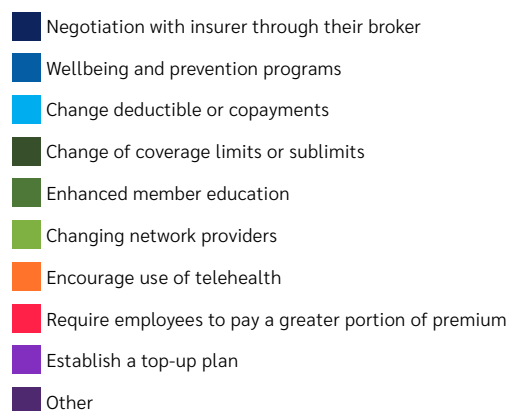 Negotiation with insurer through their broker
Wellbeing and prevention programs
Change deductible or copayments
Change of coverage limits or sublimits
Enhanced member education
Changing network providers
Encourage use of telehealth
Require employees to pay a greater portion of premium
Establish a top-up plan
Other